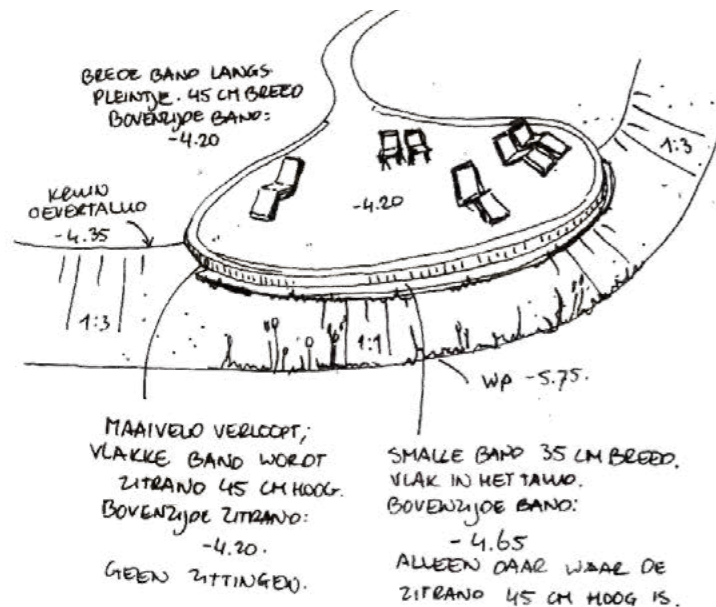 BREDE BAND LANGS
PLEINTJE. 45 CM BREED
BOVENZIJDE BAND:
-4.20
KRUIN
OEVERTALUD
-4.35
1:3
-4.20
1:3
1:1
WP -5.75.
MAAIVELD VERLOOPT,
VLAKKE BAND WORDT
ZITRAND 45 CM HOOG.
BOVENZIJDE ZITRAND:
-4.20.
GEEN ZITTINGEN.
SMALLE BAND 35 CM BREED.
VLAK IN HET TALUD.
BOVENZIJDE BAND:
-4.65
ALLEEN DAAR WAAR DE
ZITRAND 45 CM HOOG IS.